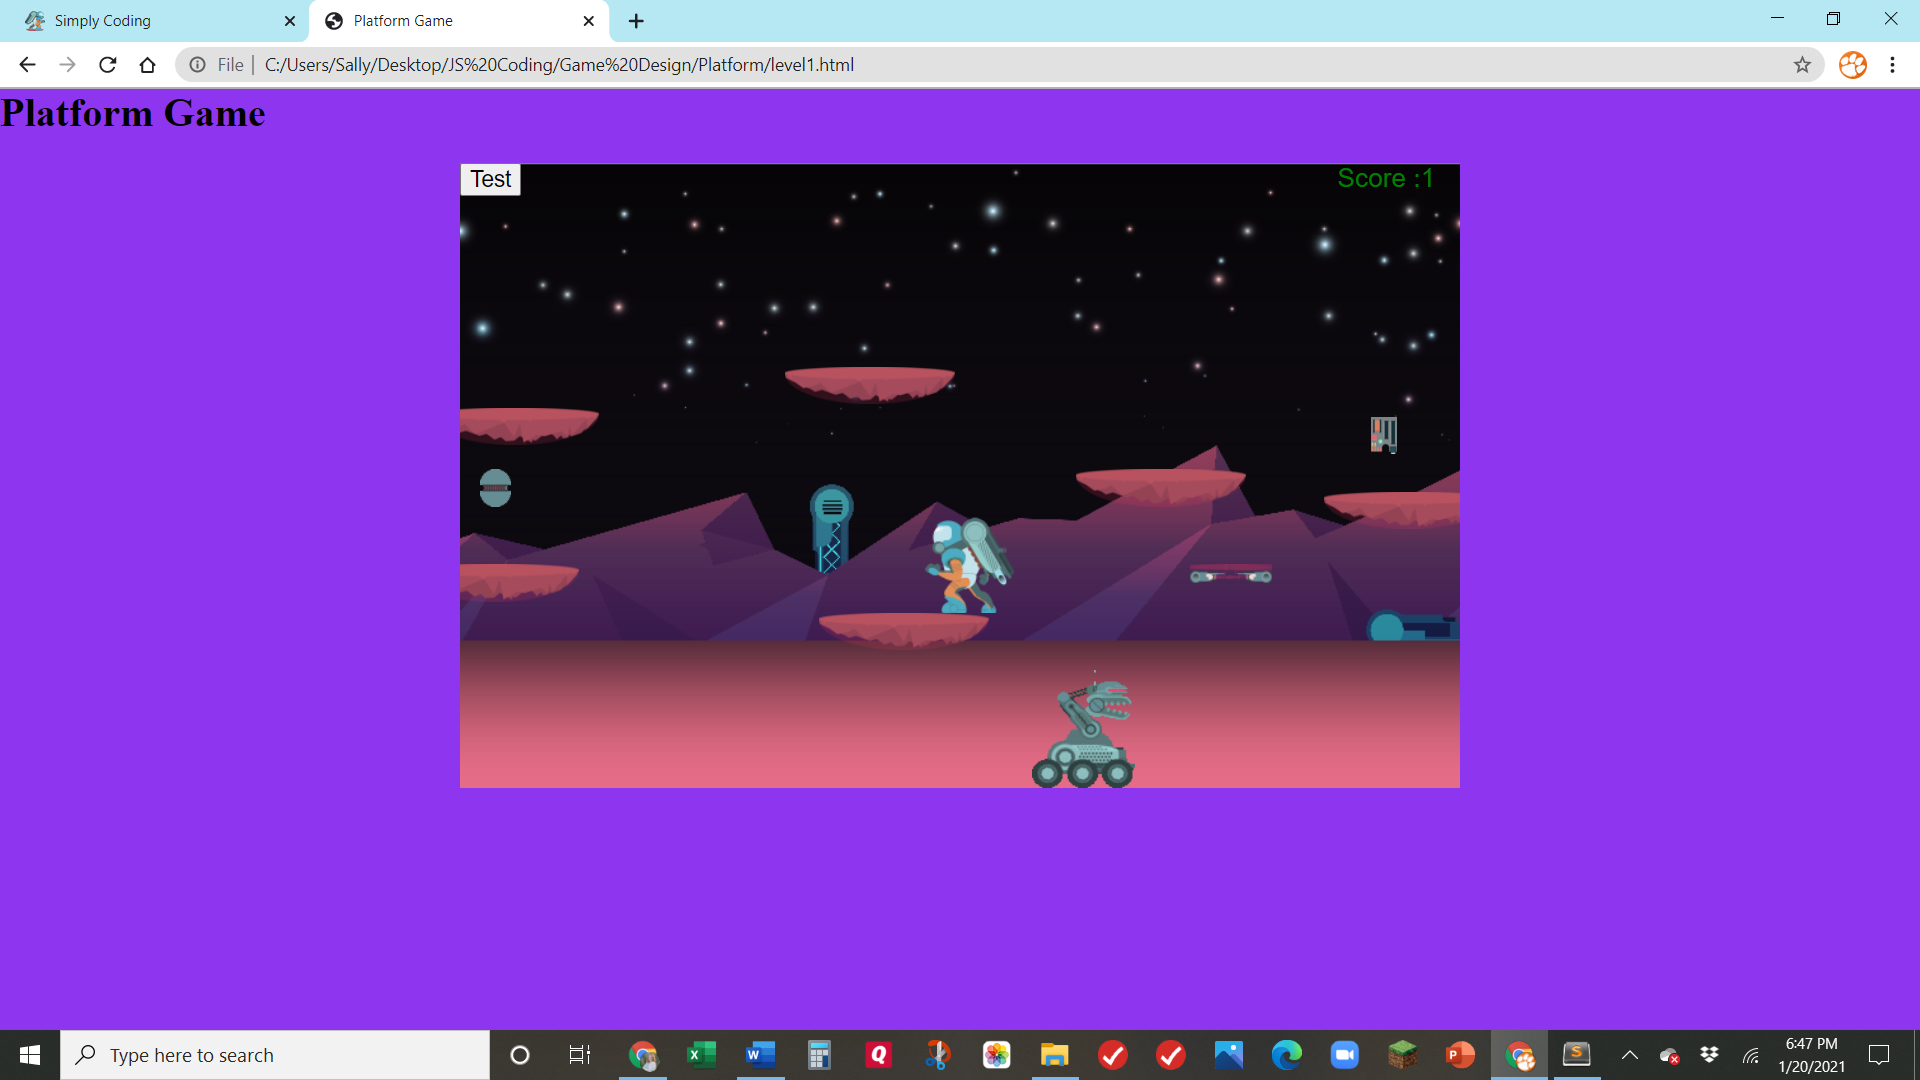 Simply Coding
Platform Game
File | C:/Users/Sally/Desktop/JS%20Coding/Game%20Design/Platform/level1.html
Platform Game
Test
Score :1
Type here to search
6:47 PM
1/20/2021